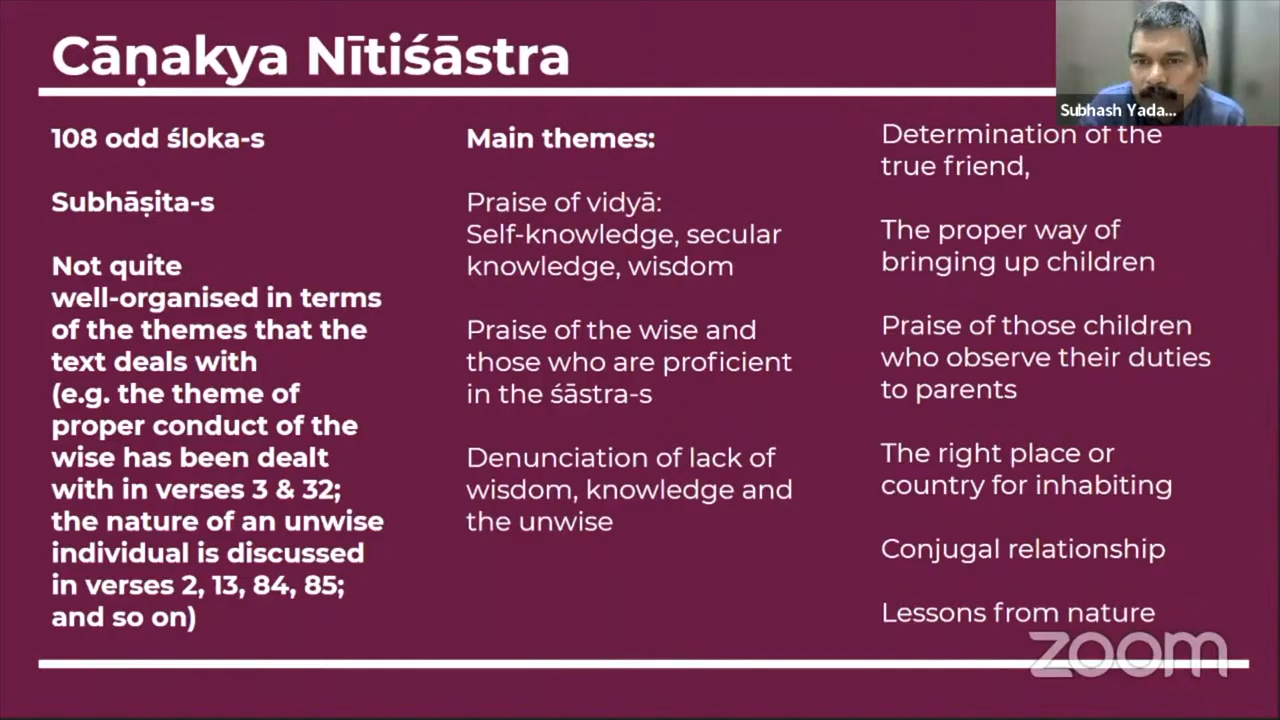 Cāṇakya Nītiśāstra
108 odd śloka-s
Subhāṣita-s
Not quite
well-organised in terms
of the themes that the
text deals with
(e.g. the theme of
proper conduct of the
wise has been dealt
with in verses 3 & 32;
the nature of an unwise
individual is discussed
in verses 2, 13, 84, 85;
and so on)
Main themes:
Praise of vidyā:
Self-knowledge, secular
knowledge, wisdom
Praise of the wise and
those who are proficient
in the śāstra-s
Denunciation of lack of
wisdom, knowledge and
the unwise
Subhash Yada...
Determination of the
true friend,
The proper way of
bringing up children
Praise of those children
who observe their duties
to parents
The right place or
country for inhabiting
Conjugal relationship
Lessons from nature
zoom